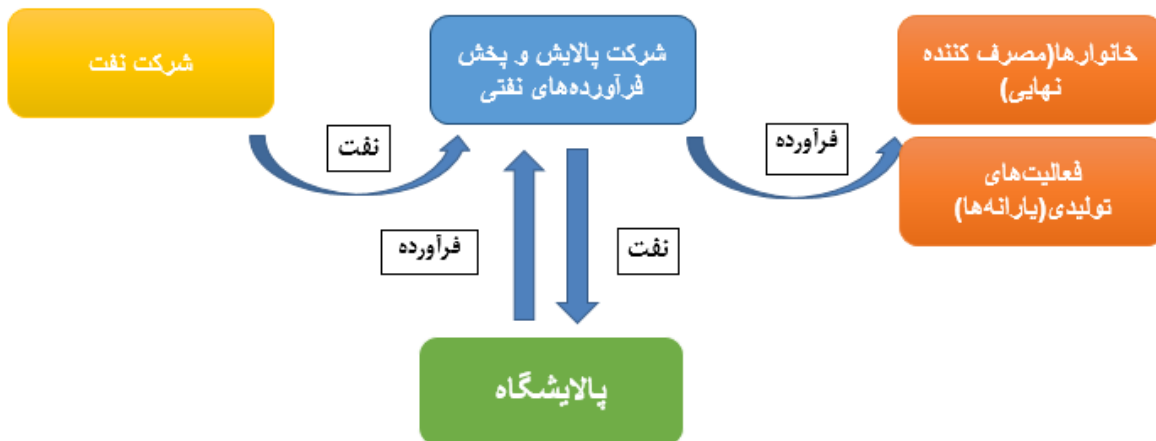 شرکت نفت
شرکت پالایش و پخش
فرآورده‌های نفتی
خانوارها(مصرف کننده
نهایی)
نفت
فرآورده
فعالیت‌های
تولیدی(یارانه‌ها)
فرآورده
نفت
پالایشگاه